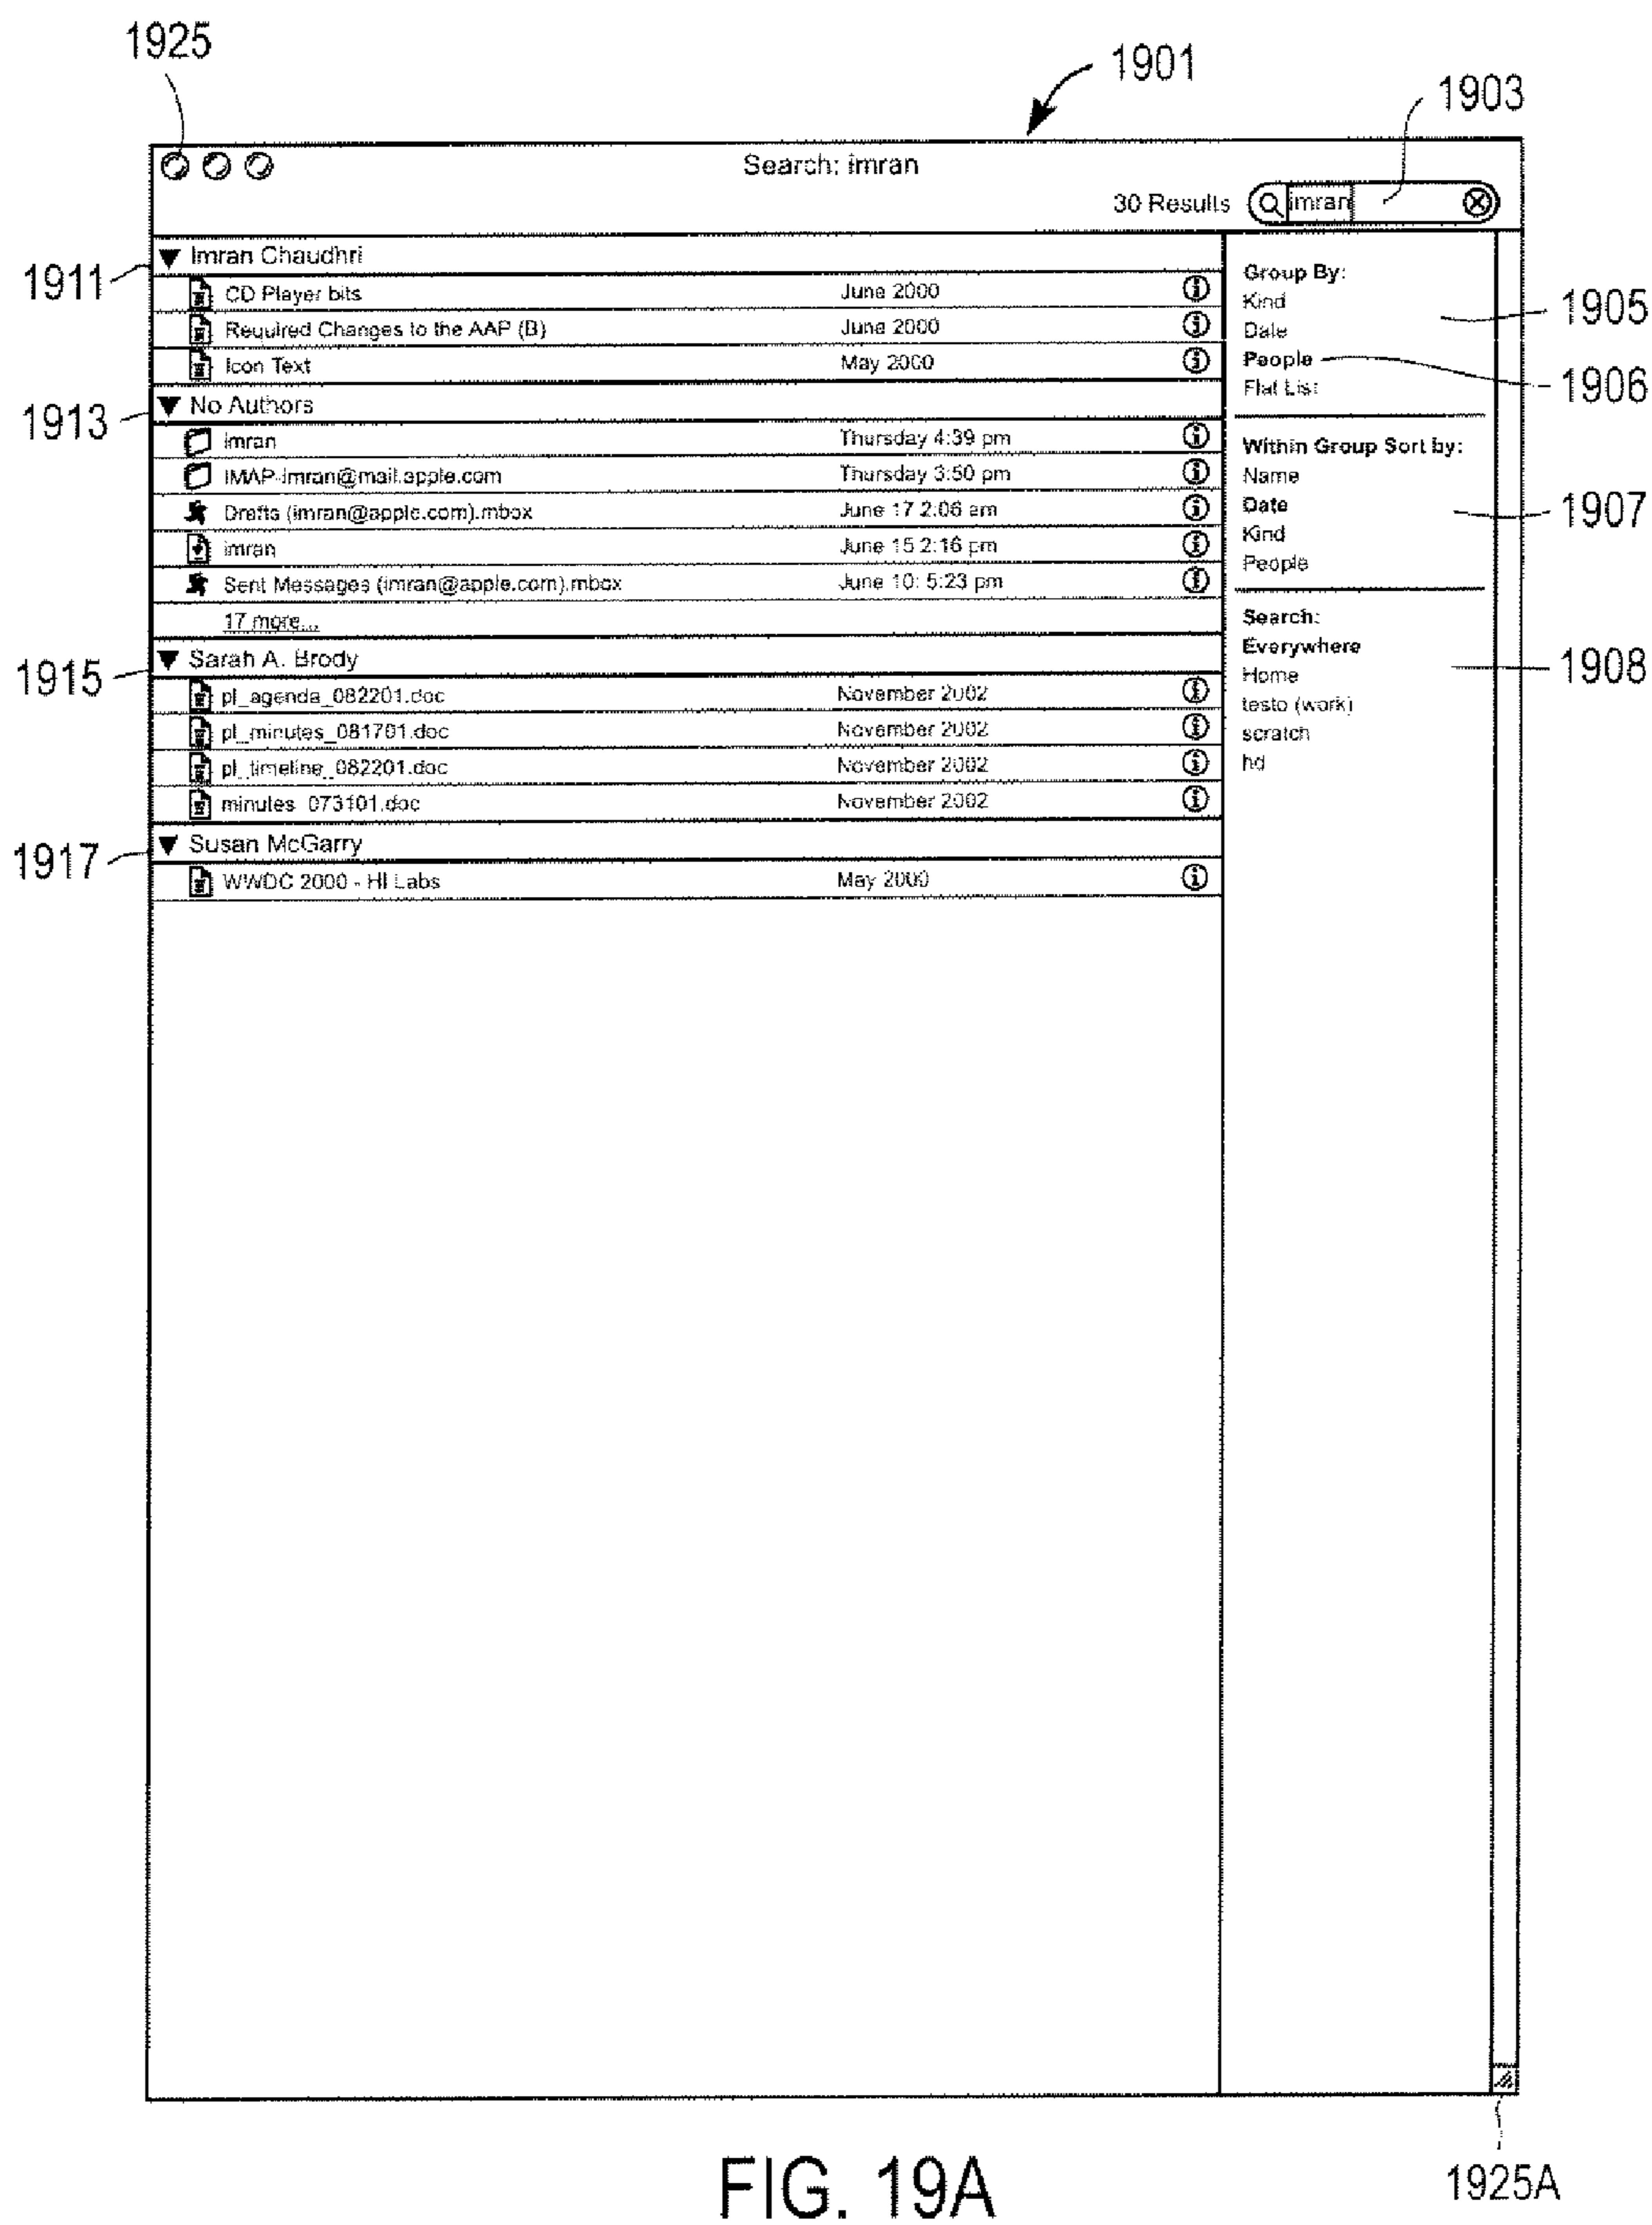 1925
1901
1903
Search: imran
30 Results
imran
1911
Imran Chaudhri
CD Player bits June 2000
Required Changes to the AAP (B) June 2000
Icon Text May 2000
1913
No Authors
imran Thursday 4:39 pm
IMAP-imran@mail.apple.com Thursday 3:50 pm
Drafts (imran@apple.com).mbox June 17 2:06 am
imran June 15 2:16 pm
Sent Messages (imran@apple.com).mbox June 10: 5:23 pm
17 more...
1915
Sarah A. Brody
pl_agenda_082201.doc November 2002
pl_minutes_081701.doc November 2002
pl_timeline_082201.doc November 2002
minutes_073101.doc November 2002
1917
Susan McGarry
WWDC 2000 - HI Labs May 2000
Group By:
Kind
Date
People
Flat List
1905
1906
Within Group Sort by:
Name
Date
Kind
People
1907
Search:
Everywhere
Home
testo (work)
scratch
hd
1908
1925A
FIG. 19A